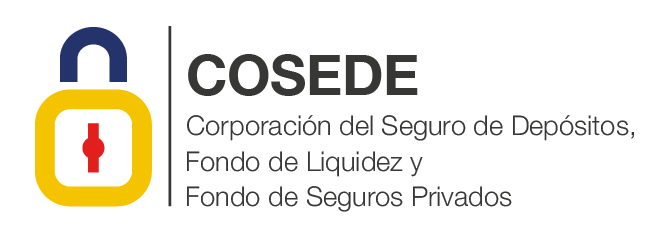 COSEDE
Corporación del Seguro de Depósitos,
Fondo de Liquidez y
Fondo de Seguros Privados